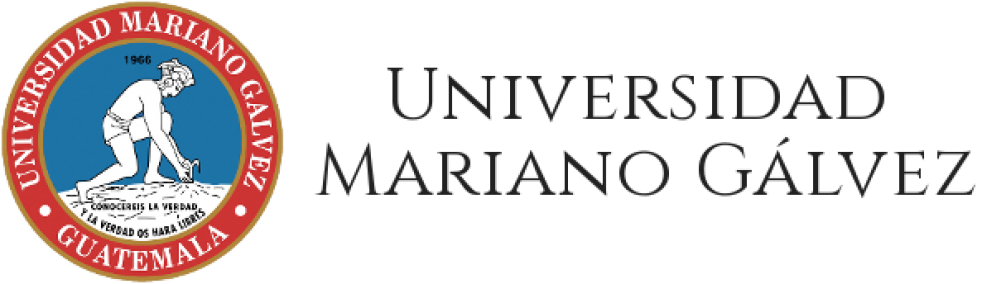 UNIVERSIDAD MARIANO GALVEZ
1966
CONOCEREIS LA VERDAD
Y LA VERDAD OS HARA LIBRES
GUATEMALA
UNIVERSIDAD
MARIANO GÁLVEZ